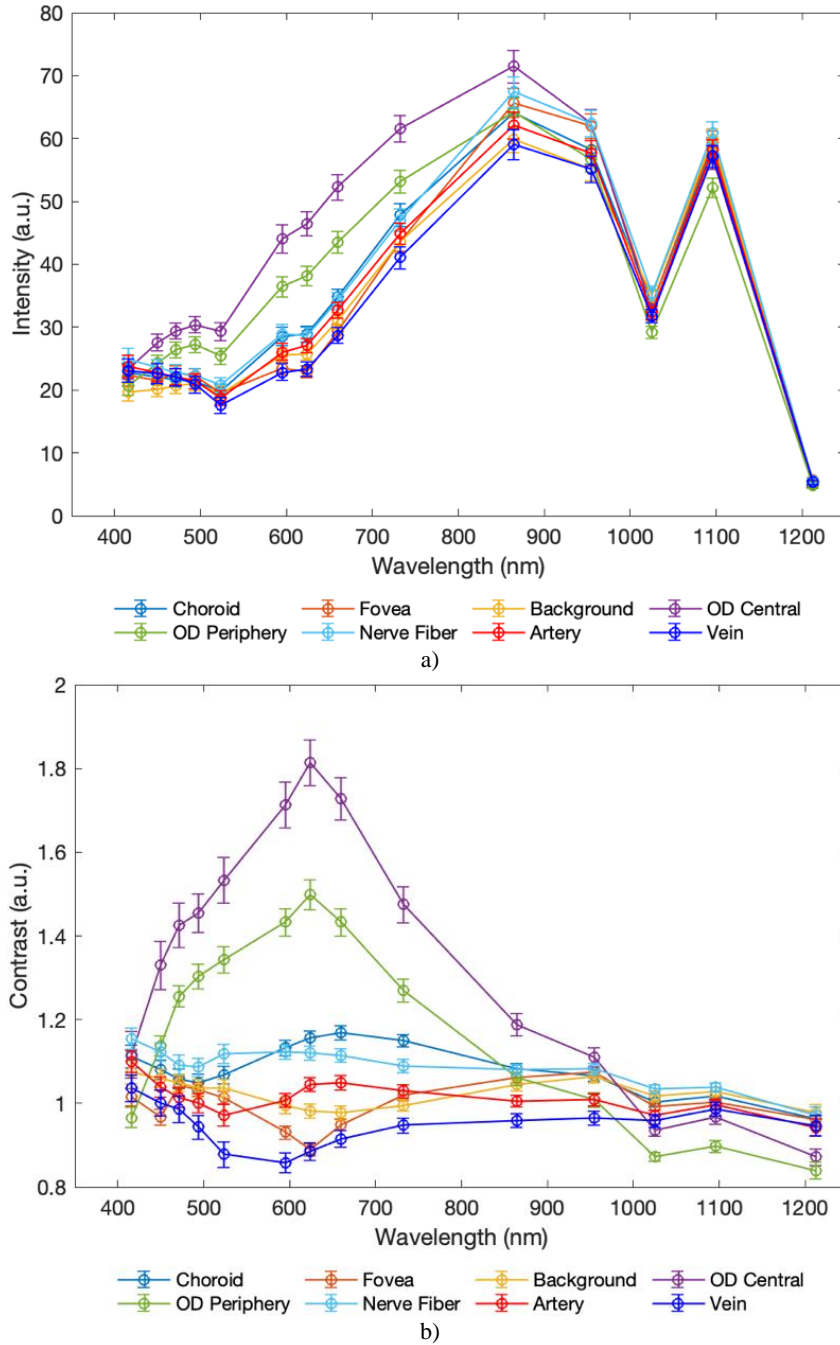 80
70
60
50
40
30
20
10
0
Intensity (a.u.)
400 500 600 700 800 900 1000 1100 1200
Wavelength (nm)
Choroid Fovea Background OD Central
OD Periphery Nerve Fiber Artery Vein
a)
2
1.8
1.6
1.4
1.2
1
0.8
Contrast (a.u.)
400 500 600 700 800 900 1000 1100 1200
Wavelength (nm)
Choroid Fovea Background OD Central
OD Periphery Nerve Fiber Artery Vein
b)